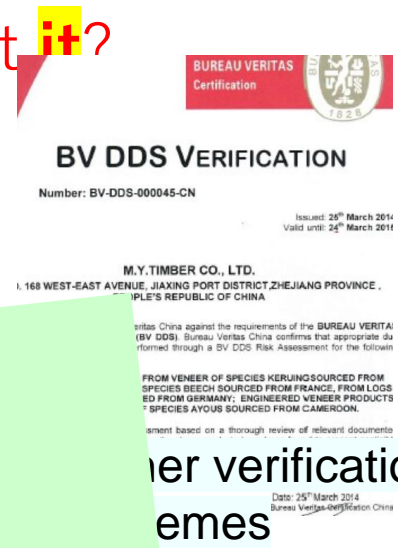 t it?
BUREAU VERITAS
Certification
1828
BV DDS VERIFICATION
Number: BV-DDS-000045-CN
Issued: 25th March 2014
Valid until: 24th March 2015
M.Y.TIMBER CO., LTD.
. 168 WEST-EAST AVENUE, JIAXING PORT DISTRICT,ZHEJIANG PROVINCE ,
PLE'S REPUBLIC OF CHINA
eritas China against the requirements of the BUREAU VERITA
(BV DDS). Bureau Veritas China confirms that appropriate du
rformed through a BV DDS Risk Assessment for the followin
FROM VENEER OF SPECIES KERUINGSOURCED FROM
SPECIES BEECH SOURCED FROM FRANCE, FROM LOGS
ED FROM GERMANY; ENGINEERED VENEER PRODUCTS
SPECIES AYOUS SOURCED FROM CAMEROON.
ssment based on a thorough review of relevant documente
ner verificatio
Date: 25th March 2014
Bureau Veritas Certification China
emes